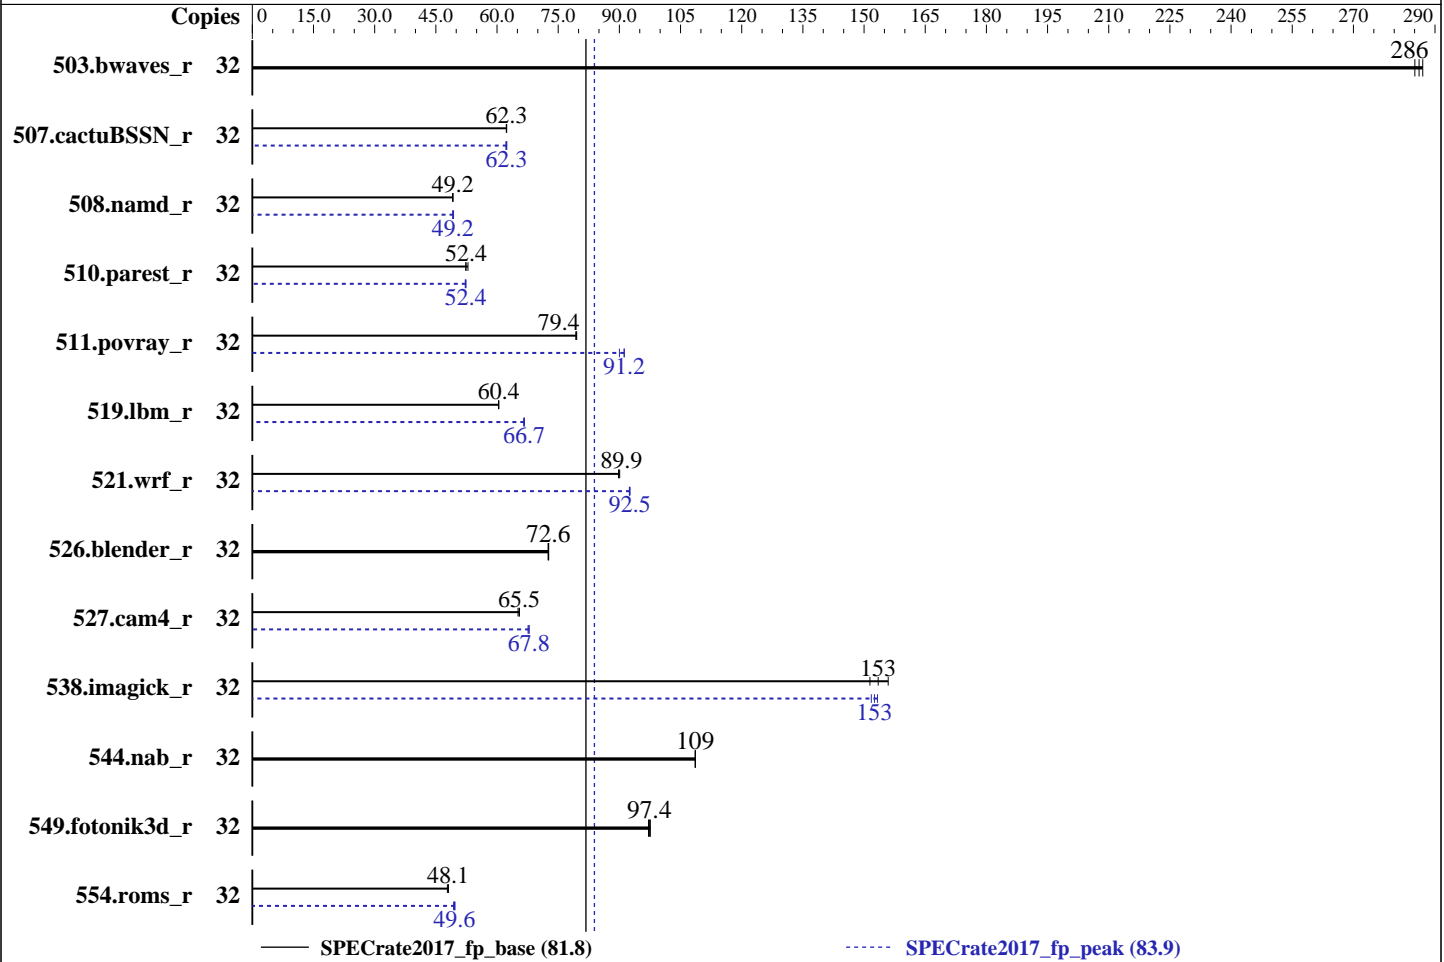 Copies 0 15.0 30.0 45.0 60.0 75.0 90.0 105 120 135 150 165 180 195 210 225 240 255 270 290
503.bwaves_r 32 286
507.cactuBSSN_r 32 62.3
62.3
508.namd_r 32 49.2
49.2
510.parest_r 32 52.4
52.4
511.povray_r 32 79.4
91.2
519.lbm_r 32 60.4
66.7
521.wrf_r 32 89.9
92.5
526.blender_r 32 72.6
527.cam4_r 32 65.5
67.8
538.imagick_r 32 153
153
544.nab_r 32 109
549.fotonik3d_r 32 97.4
554.roms_r 32 48.1
49.6
SPECrate2017_fp_base (81.8) SPECrate2017_fp_peak (83.9)